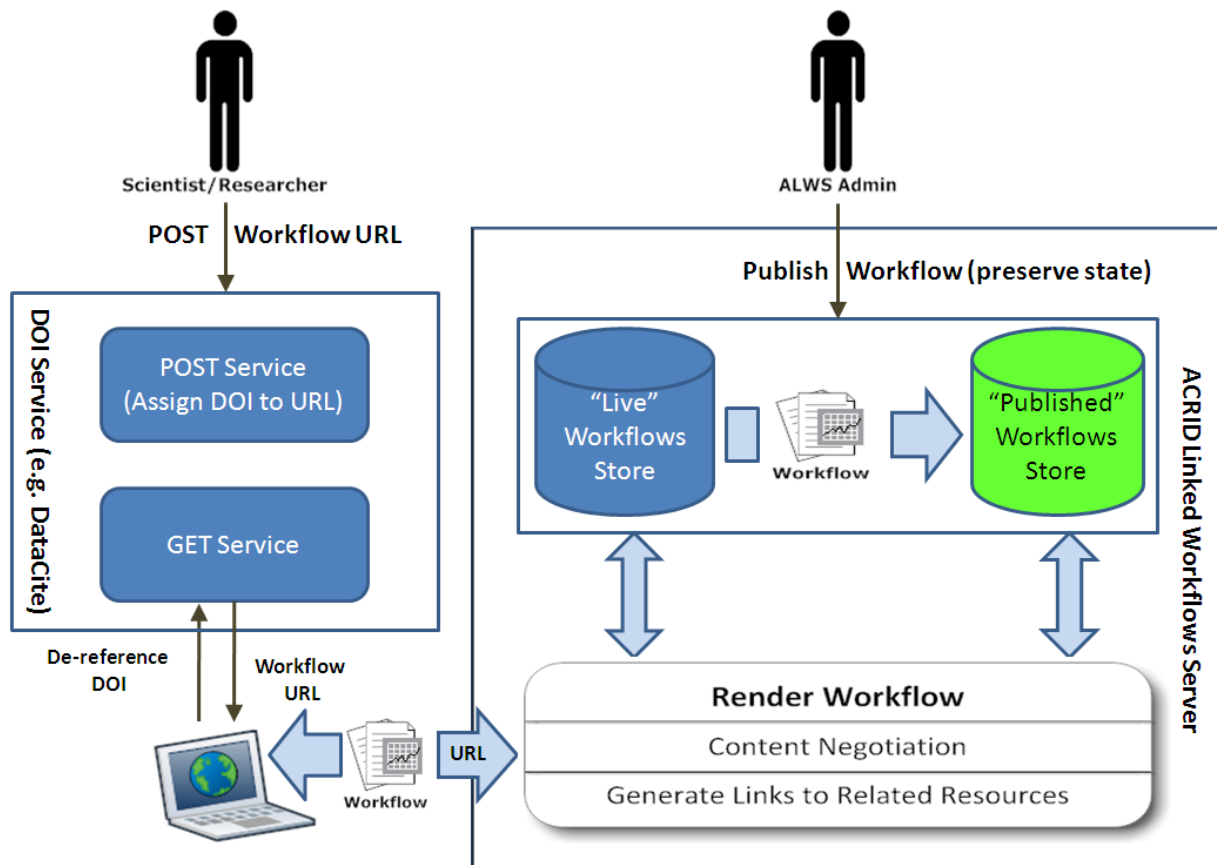 Scientist/Researcher
ALWS Admin
POST Workflow URL
Publish Workflow (preserve state)
DOI Service (e.g. DataCite)
POST Service
(Assign DOI to URL)
GET Service
“Live”
Workflows
Store
Workflow
“Published”
Workflows
Store
ACRID Linked Workflows Server
De-reference
DOI
Workflow
URL
Workflow
URL
Render Workflow
Content Negotiation
Generate Links to Related Resources